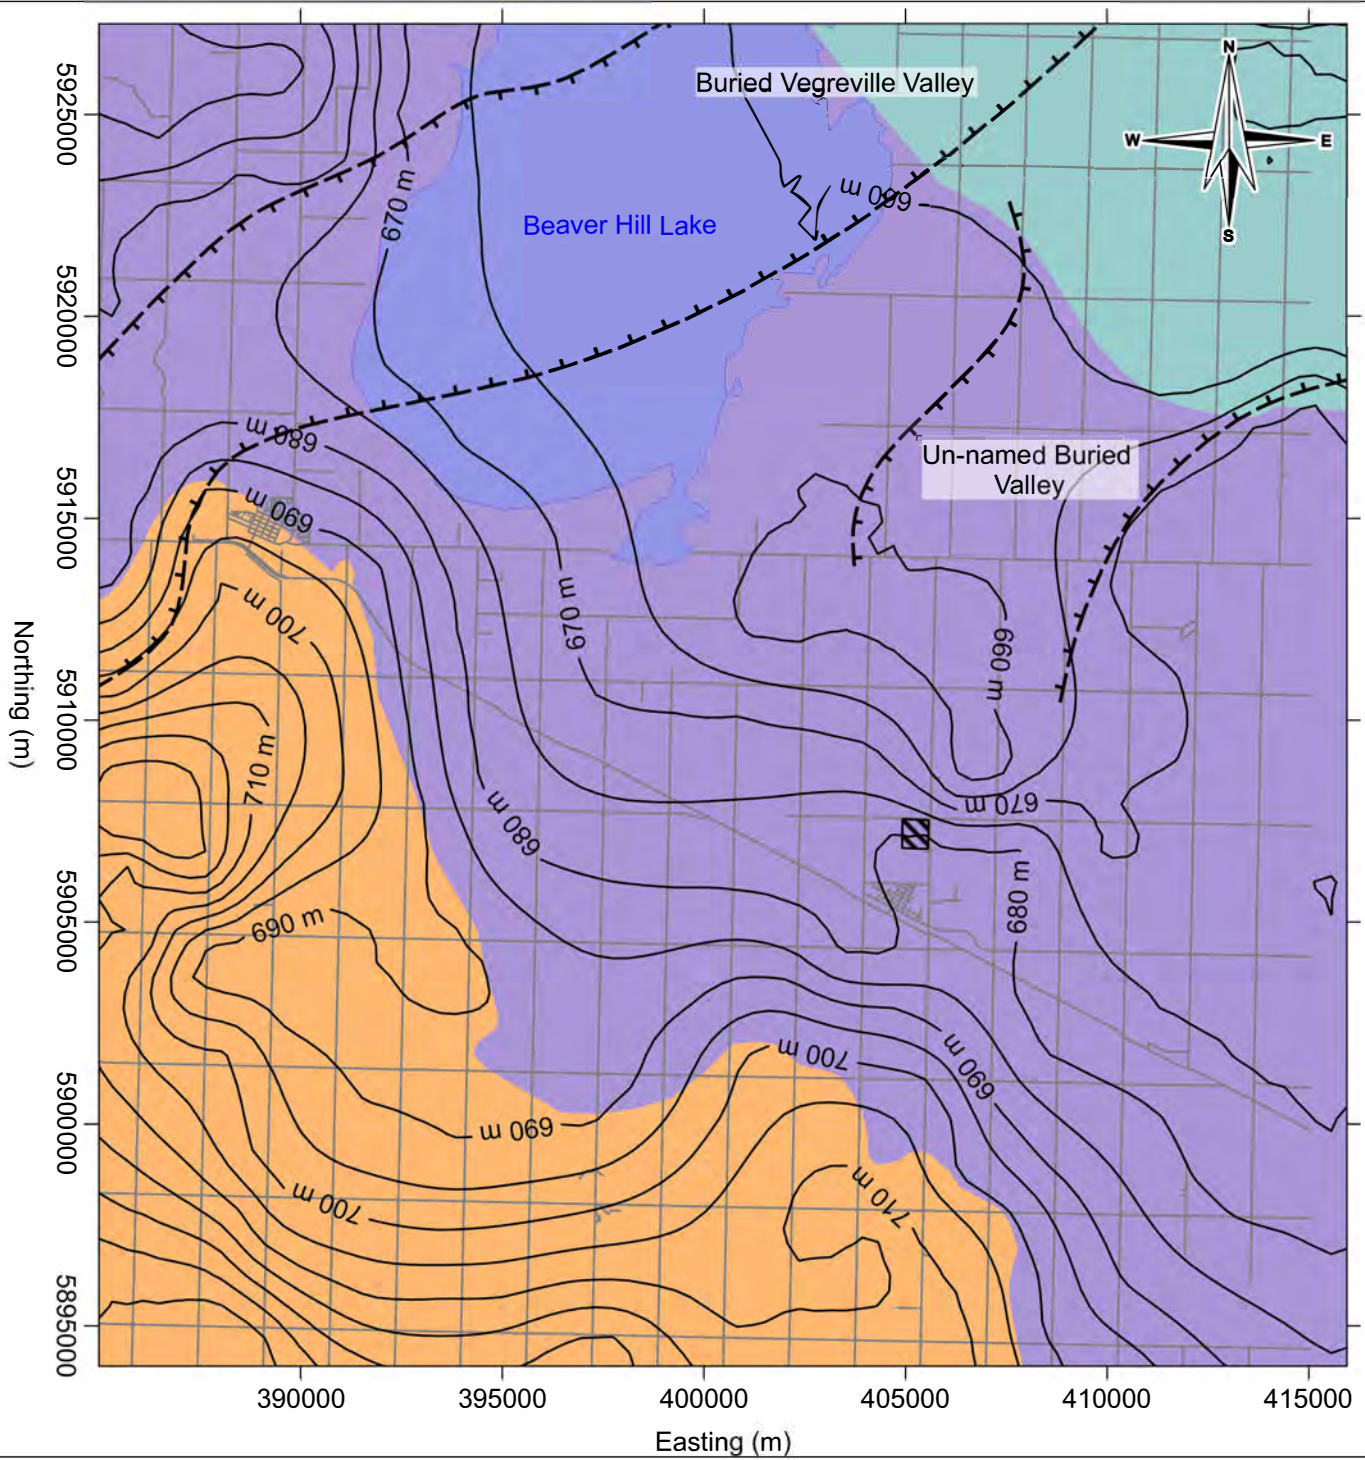 N
Buried Vegreville Valley
W
E
S
670 m
660 m
Beaver Hill Lake
680 m
Un-named Buried
Valley
690 m
700 m
670 m
660 m
710 m
670 m
680 m
680 m
690 m
700 m
690 m
690 m
710 m
700 m
5925000
5920000
5915000
5910000
5905000
5900000
5895000
Northing (m)
390000
395000
400000
405000
410000
415000
Easting (m)